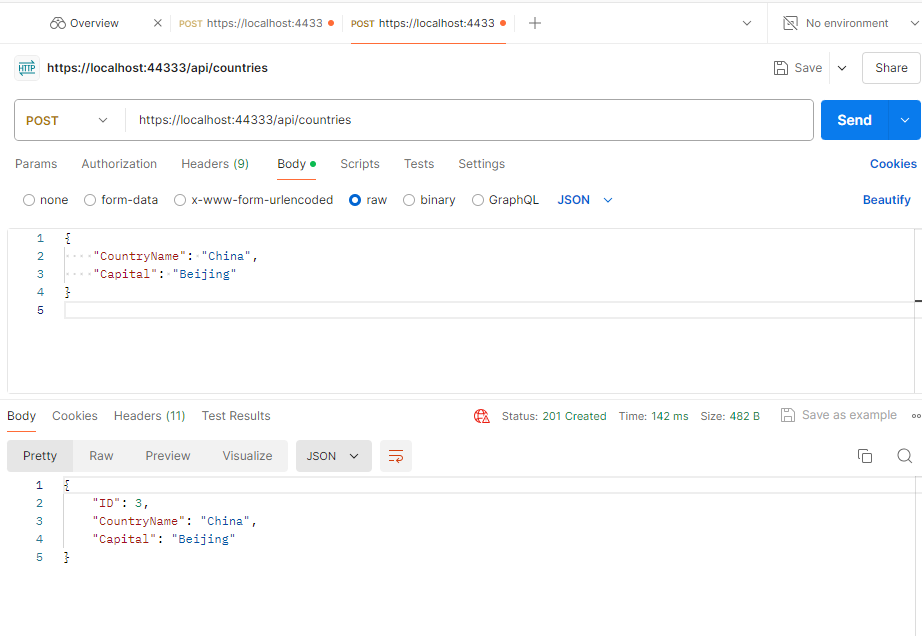 Overview POST https://localhost:4433 POST https://localhost:4433 No environment
HTTP https://localhost:44333/api/countries Save Share
POST https://localhost:44333/api/countries Send
Params Authorization Headers (9) Body Scripts Tests Settings Cookies
none form-data x-www-form-urlencoded raw binary GraphQL JSON Beautify
1 {
2 "CountryName": "China",
3 "Capital": "Beijing"
4 }
5
Body Cookies Headers (11) Test Results Status: 201 Created Time: 142 ms Size: 482 B Save as example
Pretty Raw Preview Visualize JSON
1 {
2 "ID": 3,
3 "CountryName": "China",
4 "Capital": "Beijing"
5 }